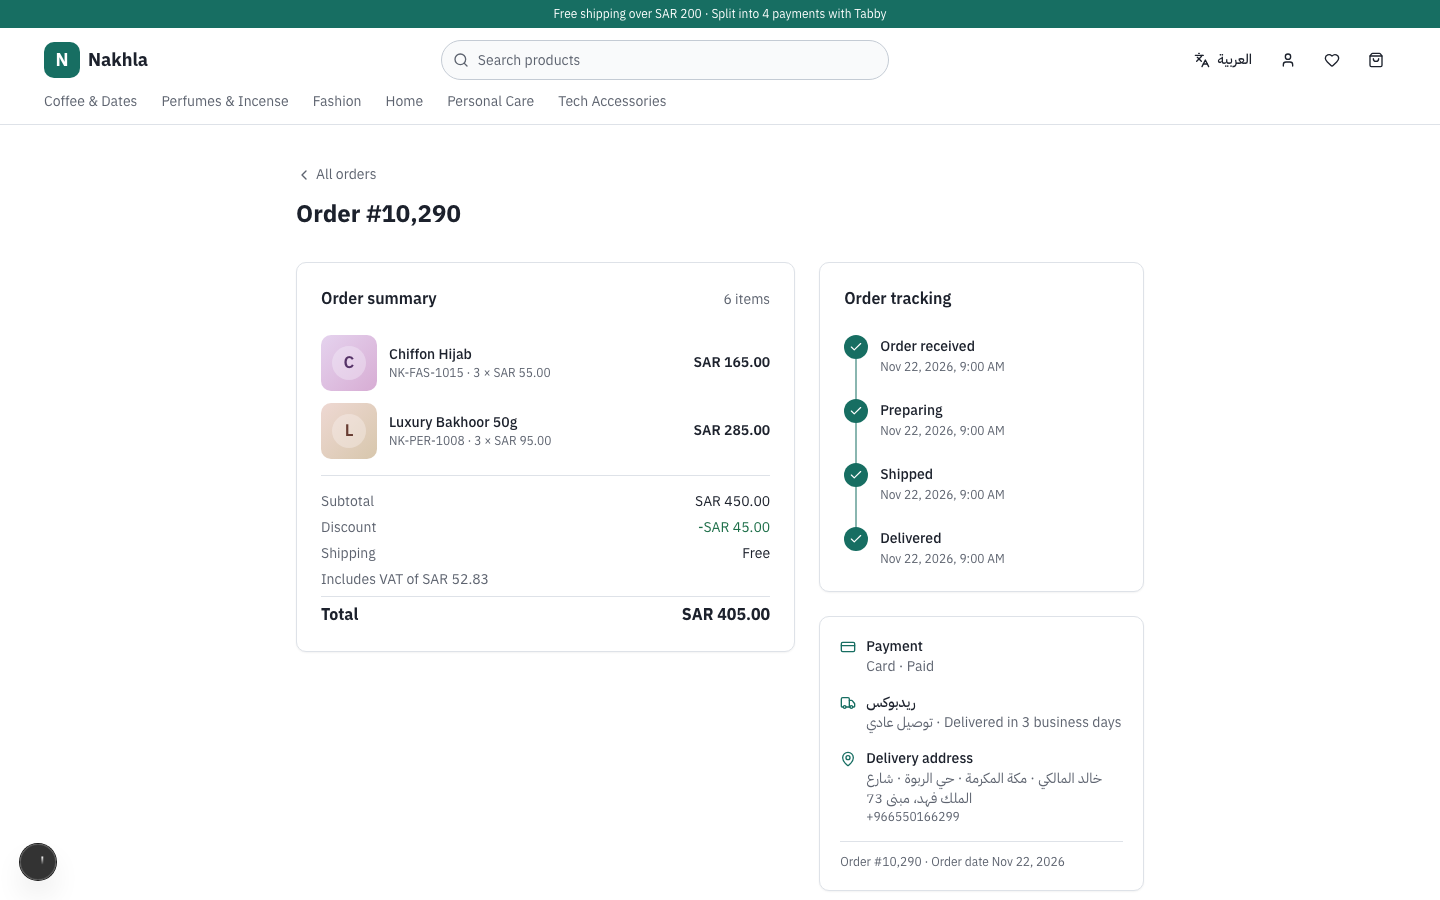 Free shipping over SAR 200 · Split into 4 payments with Tabby
N Nakhla
Search products
العربية
Coffee & Dates Perfumes & Incense Fashion Home Personal Care Tech Accessories
All orders
Order #10,290
Order summary 6 items
C
Chiffon Hijab SAR 165.00
NK-FAS-1015 · 3 × SAR 55.00
L
Luxury Bakhoor 50g SAR 285.00
NK-PER-1008 · 3 × SAR 95.00
Subtotal SAR 450.00
Discount -SAR 45.00
Shipping Free
Includes VAT of SAR 52.83
Total SAR 405.00
Order tracking
Order received
Nov 22, 2026, 9:00 AM
Preparing
Nov 22, 2026, 9:00 AM
Shipped
Nov 22, 2026, 9:00 AM
Delivered
Nov 22, 2026, 9:00 AM
Payment
Card · Paid
ريدبوكس
توصيل عادي · Delivered in 3 business days
Delivery address
خالد المالكي · مكة المكرمة · حي الربوة · شارع
الملك فهد، مبنى 73
+966550166299
Order #10,290 · Order date Nov 22, 2026